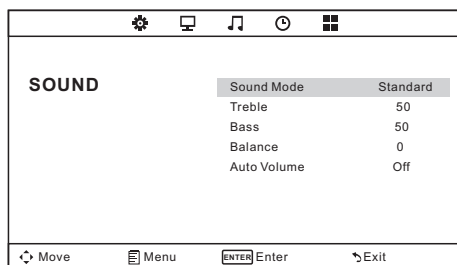 SOUND
Sound Mode Standard
Treble 50
Bass 50
Balance 0
Auto Volume Off
Move Menu ENTER Enter Exit